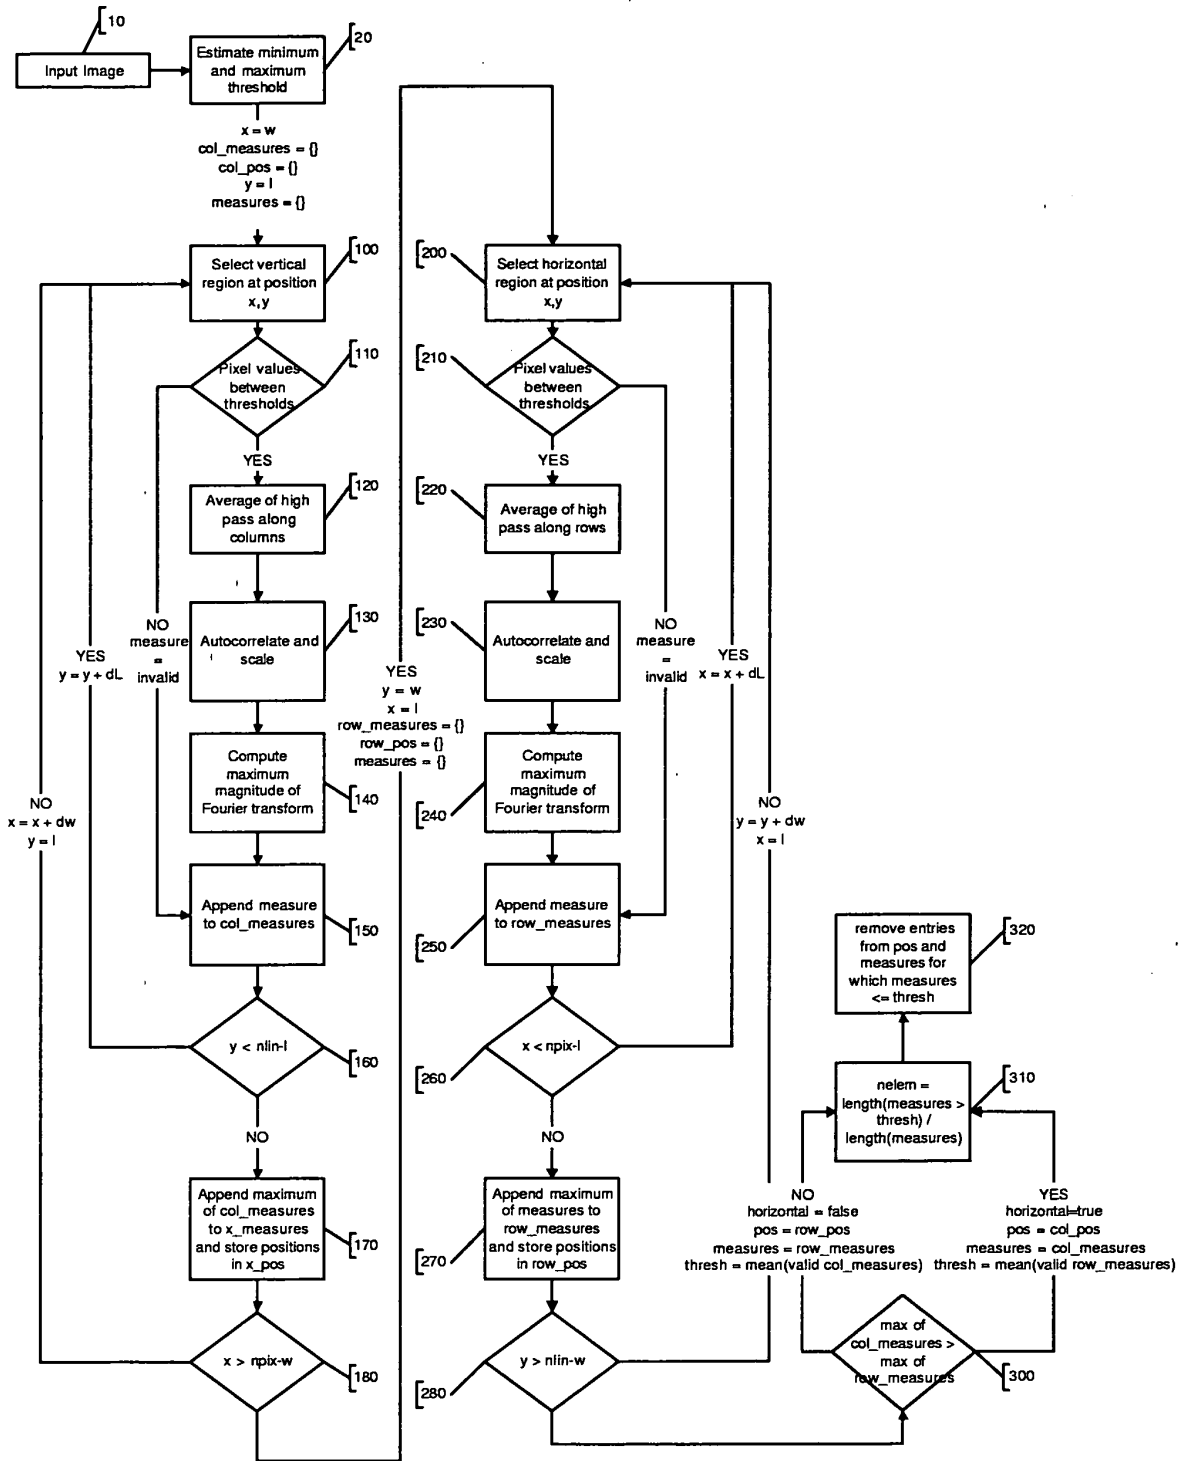 10
Input Image
20
Estimate minimum
and maximum
threshold
x = w
col_measures = {}
col_pos = {}
y = l
measures = {}
100
Select vertical
region at position
x,y
110
Pixel values
between
thresholds
YES
120
Average of high
pass along
columns
130
Autocorrelate and
scale
NO
measure
=
invalid
YES
y = y + dL
140
Compute
maximum
magnitude of
Fourier transform
NO
x = x + dw
y = l
150
Append measure
to col_measures
160
y < nlin-l
NO
170
Append maximum
of col_measures
to x_measures
and store positions
in x_pos
180
x > npix-w
YES
y = w
x = l
row_measures = {}
row_pos = {}
measures = {}
200
Select horizontal
region at position
x,y
210
Pixel values
between
thresholds
YES
220
Average of high
pass along rows
230
Autocorrelate and
scale
NO
measure
=
invalid
YES
x = x + dL
240
Compute
maximum
magnitude of
Fourier transform
NO
y = y + dw
x = l
250
Append measure
to row_measures
260
x < npix-l
NO
270
Append maximum
of measures to
row_measures
and store positions
in row_pos
280
y > nlin-w
320
remove entries
from pos and
measures for
which measures
<= thresh
310
nelem =
length(measures >
thresh) /
length(measures)
NO
horizontal = false
pos = row_pos
measures = row_measures
thresh = mean(valid col_measures)
YES
horizontal=true
pos = col_pos
measures = col_measures
thresh = mean(valid row_measures)
max of
col_measures >
max of
row_measures
300